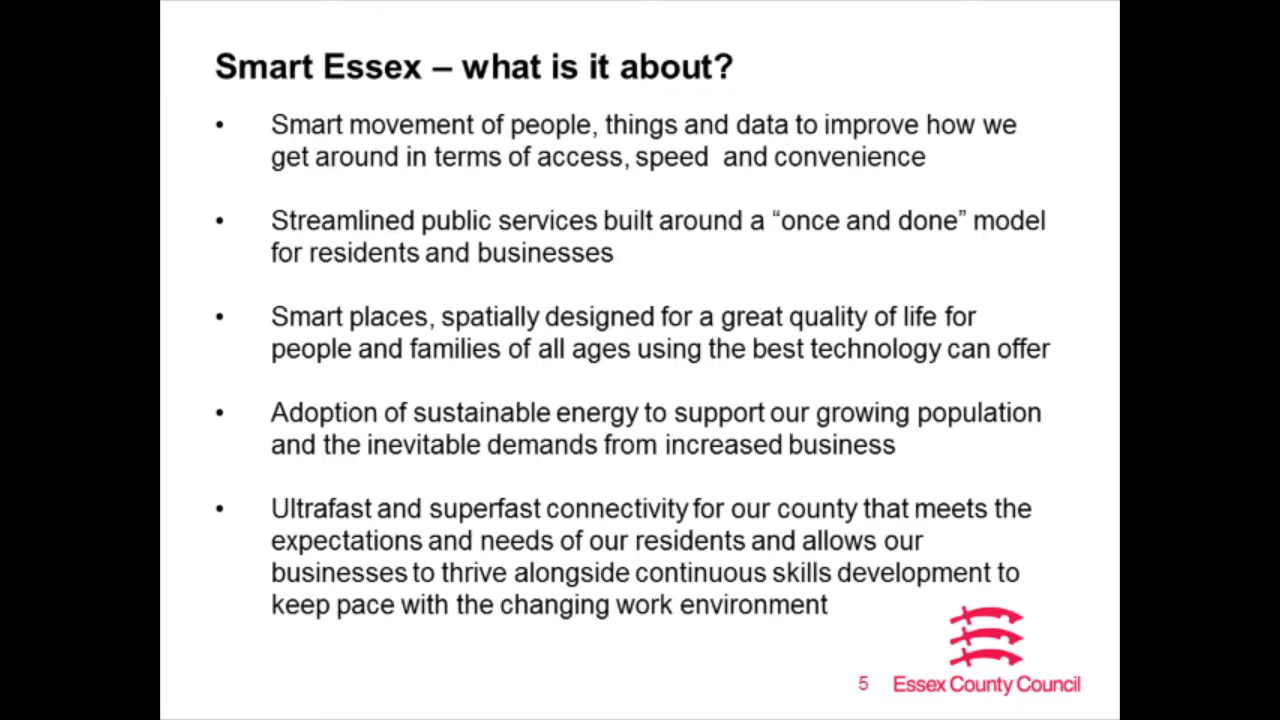 Smart Essex – what is it about?
• Smart movement of people, things and data to improve how we
get around in terms of access, speed  and convenience
• Streamlined public services built around a “once and done” model
for residents and businesses
• Smart places, spatially designed for a great quality of life for
people and families of all ages using the best technology can offer
• Adoption of sustainable energy to support our growing population
and the inevitable demands from increased business
• Ultrafast and superfast connectivity for our county that meets the
expectations and needs of our residents and allows our
businesses to thrive alongside continuous skills development to
keep pace with the changing work environment
5
Essex County Council